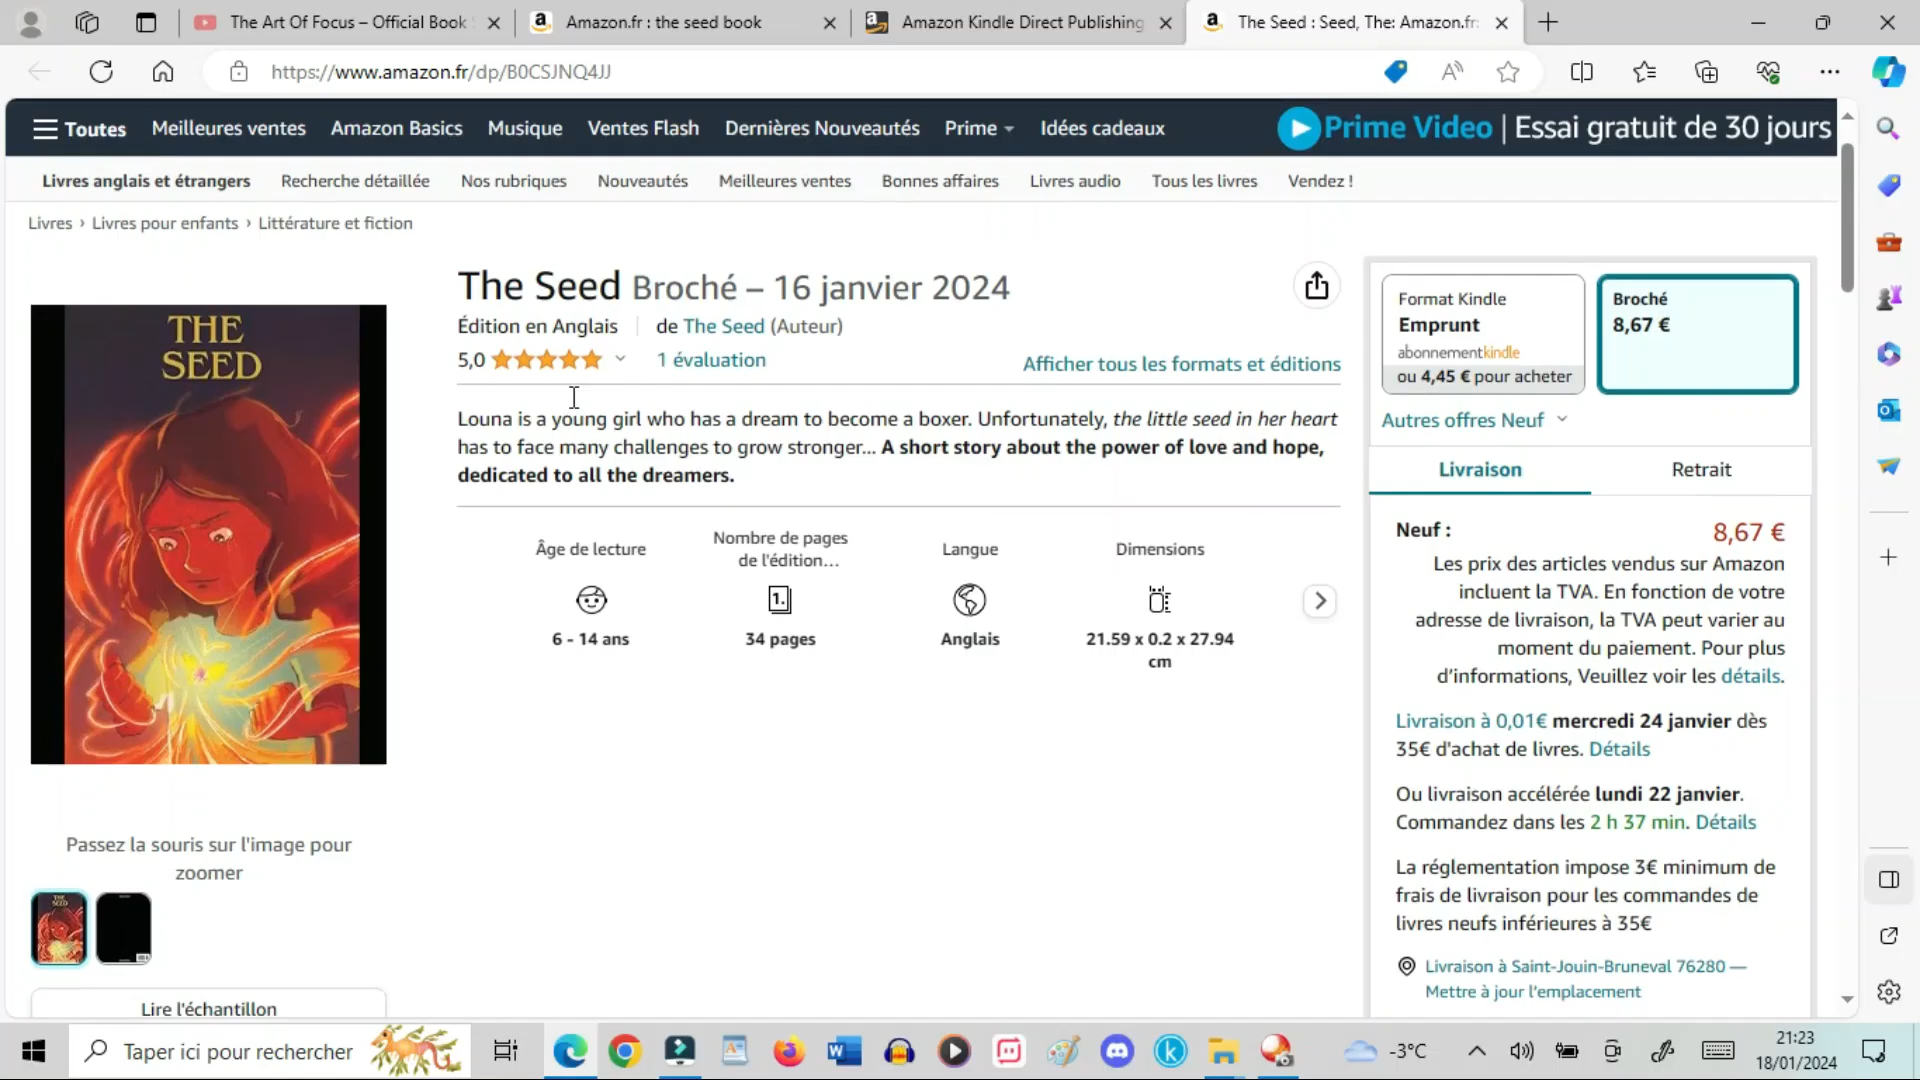 The Art Of Focus – Official Book
Amazon.fr : the seed book
Amazon Kindle Direct Publishing
The Seed : Seed, The: Amazon.fr:
https://www.amazon.fr/dp/B0CSJNQ4JJ
Toutes Meilleures ventes Amazon Basics Musique Ventes Flash Dernières Nouveautés Prime Idées cadeaux Prime Video | Essai gratuit de 30 jours
Livres anglais et étrangers Recherche détaillée Nos rubriques Nouveautés Meilleures ventes Bonnes affaires Livres audio Tous les livres Vendez !
Livres › Livres pour enfants › Littérature et fiction
THE
SEED
Passez la souris sur l'image pour
zoomer
Lire l'échantillon
The Seed Broché – 16 janvier 2024
Édition en Anglais de The Seed (Auteur)
5,0 1 évaluation
Afficher tous les formats et éditions
Louna is a young girl who has a dream to become a boxer. Unfortunately, the little seed in her heart
has to face many challenges to grow stronger... A short story about the power of love and hope,
dedicated to all the dreamers.
Âge de lecture
6 - 14 ans
Nombre de pages
de l'édition...
1.
34 pages
Langue
Anglais
Dimensions
21.59 x 0.2 x 27.94
cm
Format Kindle
Emprunt
abonnementkindle
ou 4,45 € pour acheter
Broché
8,67 €
Autres offres Neuf
Livraison Retrait
Neuf : 8,67 €
Les prix des articles vendus sur Amazon
incluent la TVA. En fonction de votre
adresse de livraison, la TVA peut varier au
moment du paiement. Pour plus
d'informations, Veuillez voir les détails.
Livraison à 0,01€ mercredi 24 janvier dès
35€ d'achat de livres. Détails
Ou livraison accélérée lundi 22 janvier.
Commandez dans les 2 h 37 min. Détails
La réglementation impose 3€ minimum de
frais de livraison pour les commandes de
livres neufs inférieures à 35€
Livraison à Saint-Jouin-Bruneval 76280 —
Mettre à jour l'emplacement
Taper ici pour rechercher
-3°C
21:23
18/01/2024